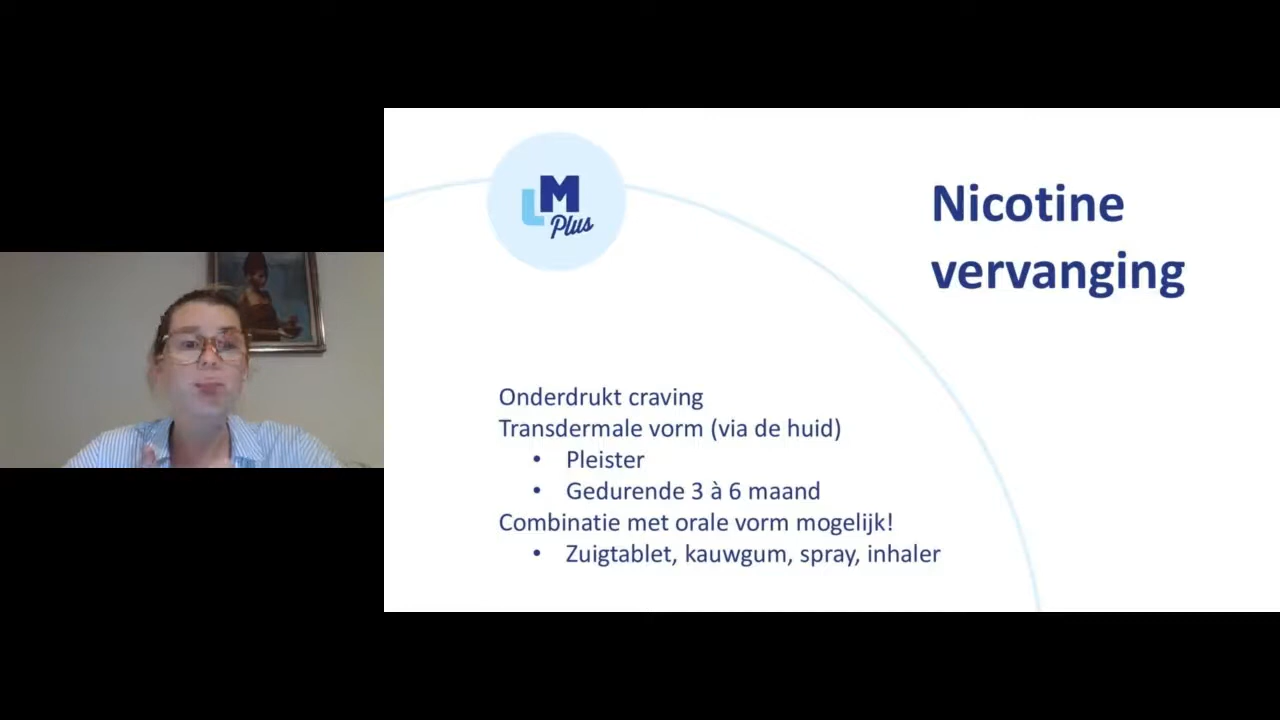 LM
Plus
Nicotine
vervanging
Onderdrukt craving
Transdermale vorm (via de huid)
• Pleister
• Gedurende 3 à 6 maand
Combinatie met orale vorm mogelijk!
• Zuigtablet, kauwgum, spray, inhaler